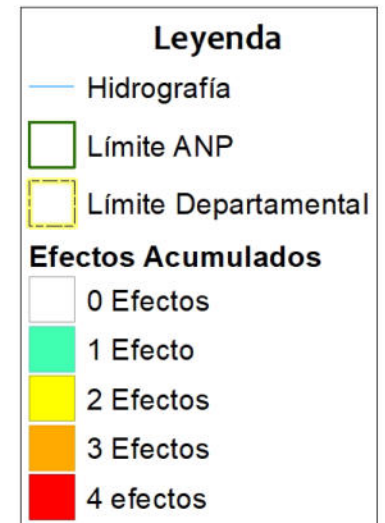 Leyenda
Hidrografía
Límite ANP
Límite Departamental
Efectos Acumulados
0 Efectos
1 Efecto
2 Efectos
3 Efectos
4 efectos